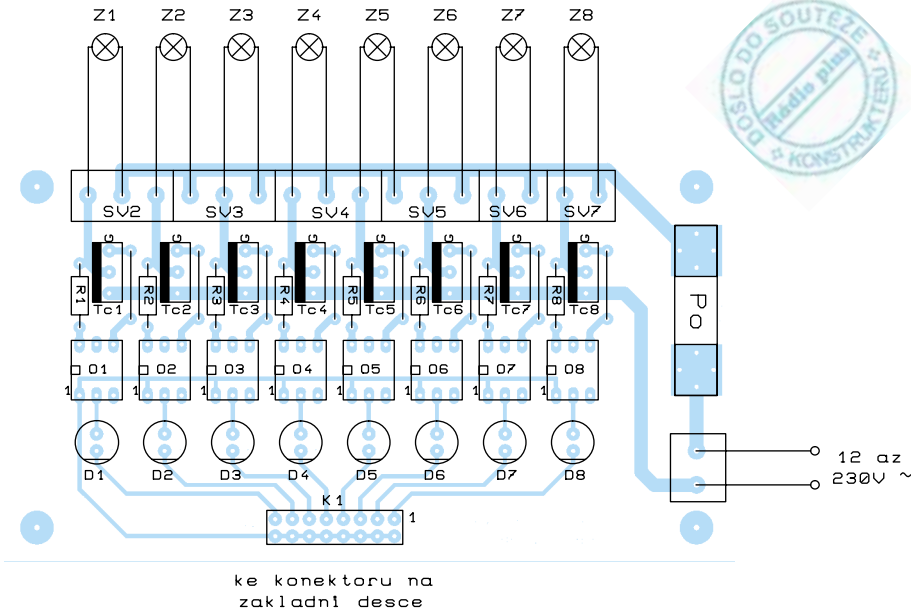 Z1 Z2 Z3 Z4 Z5 Z6 Z7 Z8
DOSLO DO SOUTEZE
Rádio plus
KONSTRUKTERU
SV2 SV3 SV4 SV5 SV6 SV7
G G G G G G G G
R1 R2 R3 R4 R5 R6 R7 R8
Tc1 Tc2 Tc3 Tc4 Tc5 Tc6 Tc7 Tc8
Po
O1 O2 O3 O4 O5 O6 O7 O8
1 1 1 1 1 1 1 1
D1 D2 D3 D4 D5 D6 D7 D8
12 az
230V ~
K1
1
ke konektoru na
zakladni desce